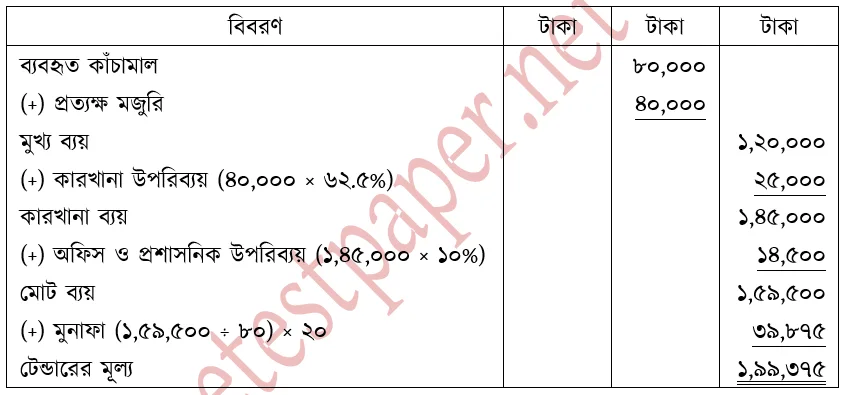 বিবরণ টাকা টাকা টাকা
ব্যবহৃত কাঁচামাল ৮০,০০০
(+) প্রত্যক্ষ মজুরি ৪০,০০০
মুখ্য ব্যয় ১,২০,০০০
(+) কারখানা উপরিব্যয় (৪০,০০০ × ৬২.৫%) ২৫,০০০
কারখানা ব্যয় ১,৪৫,০০০
(+) অফিস ও প্রশাসনিক উপরিব্যয় (১,৪৫,০০০ × ১০%) ১৪,৫০০
মোট ব্যয় ১,৫৯,৫০০
(+) মুনাফা (১,৫৯,৫০০ ÷ ৮০) × ২০ ৩৯,৮৭৫
টেন্ডারের মূল্য ১,৯৯,৩৭৫
etestpaper.net